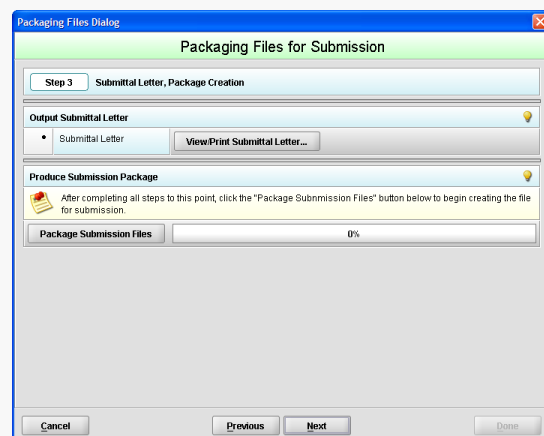 Packaging Files Dialog
Packaging Files for Submission
Step 3 Submittal Letter, Package Creation
Output Submittal Letter
• Submittal Letter View/Print Submittal Letter...
Produce Submission Package
After completing all steps to this point, click the "Package Subnmission Files" button below to begin creating the file
for submission.
Package Submission Files 0%
Cancel Previous Next Done